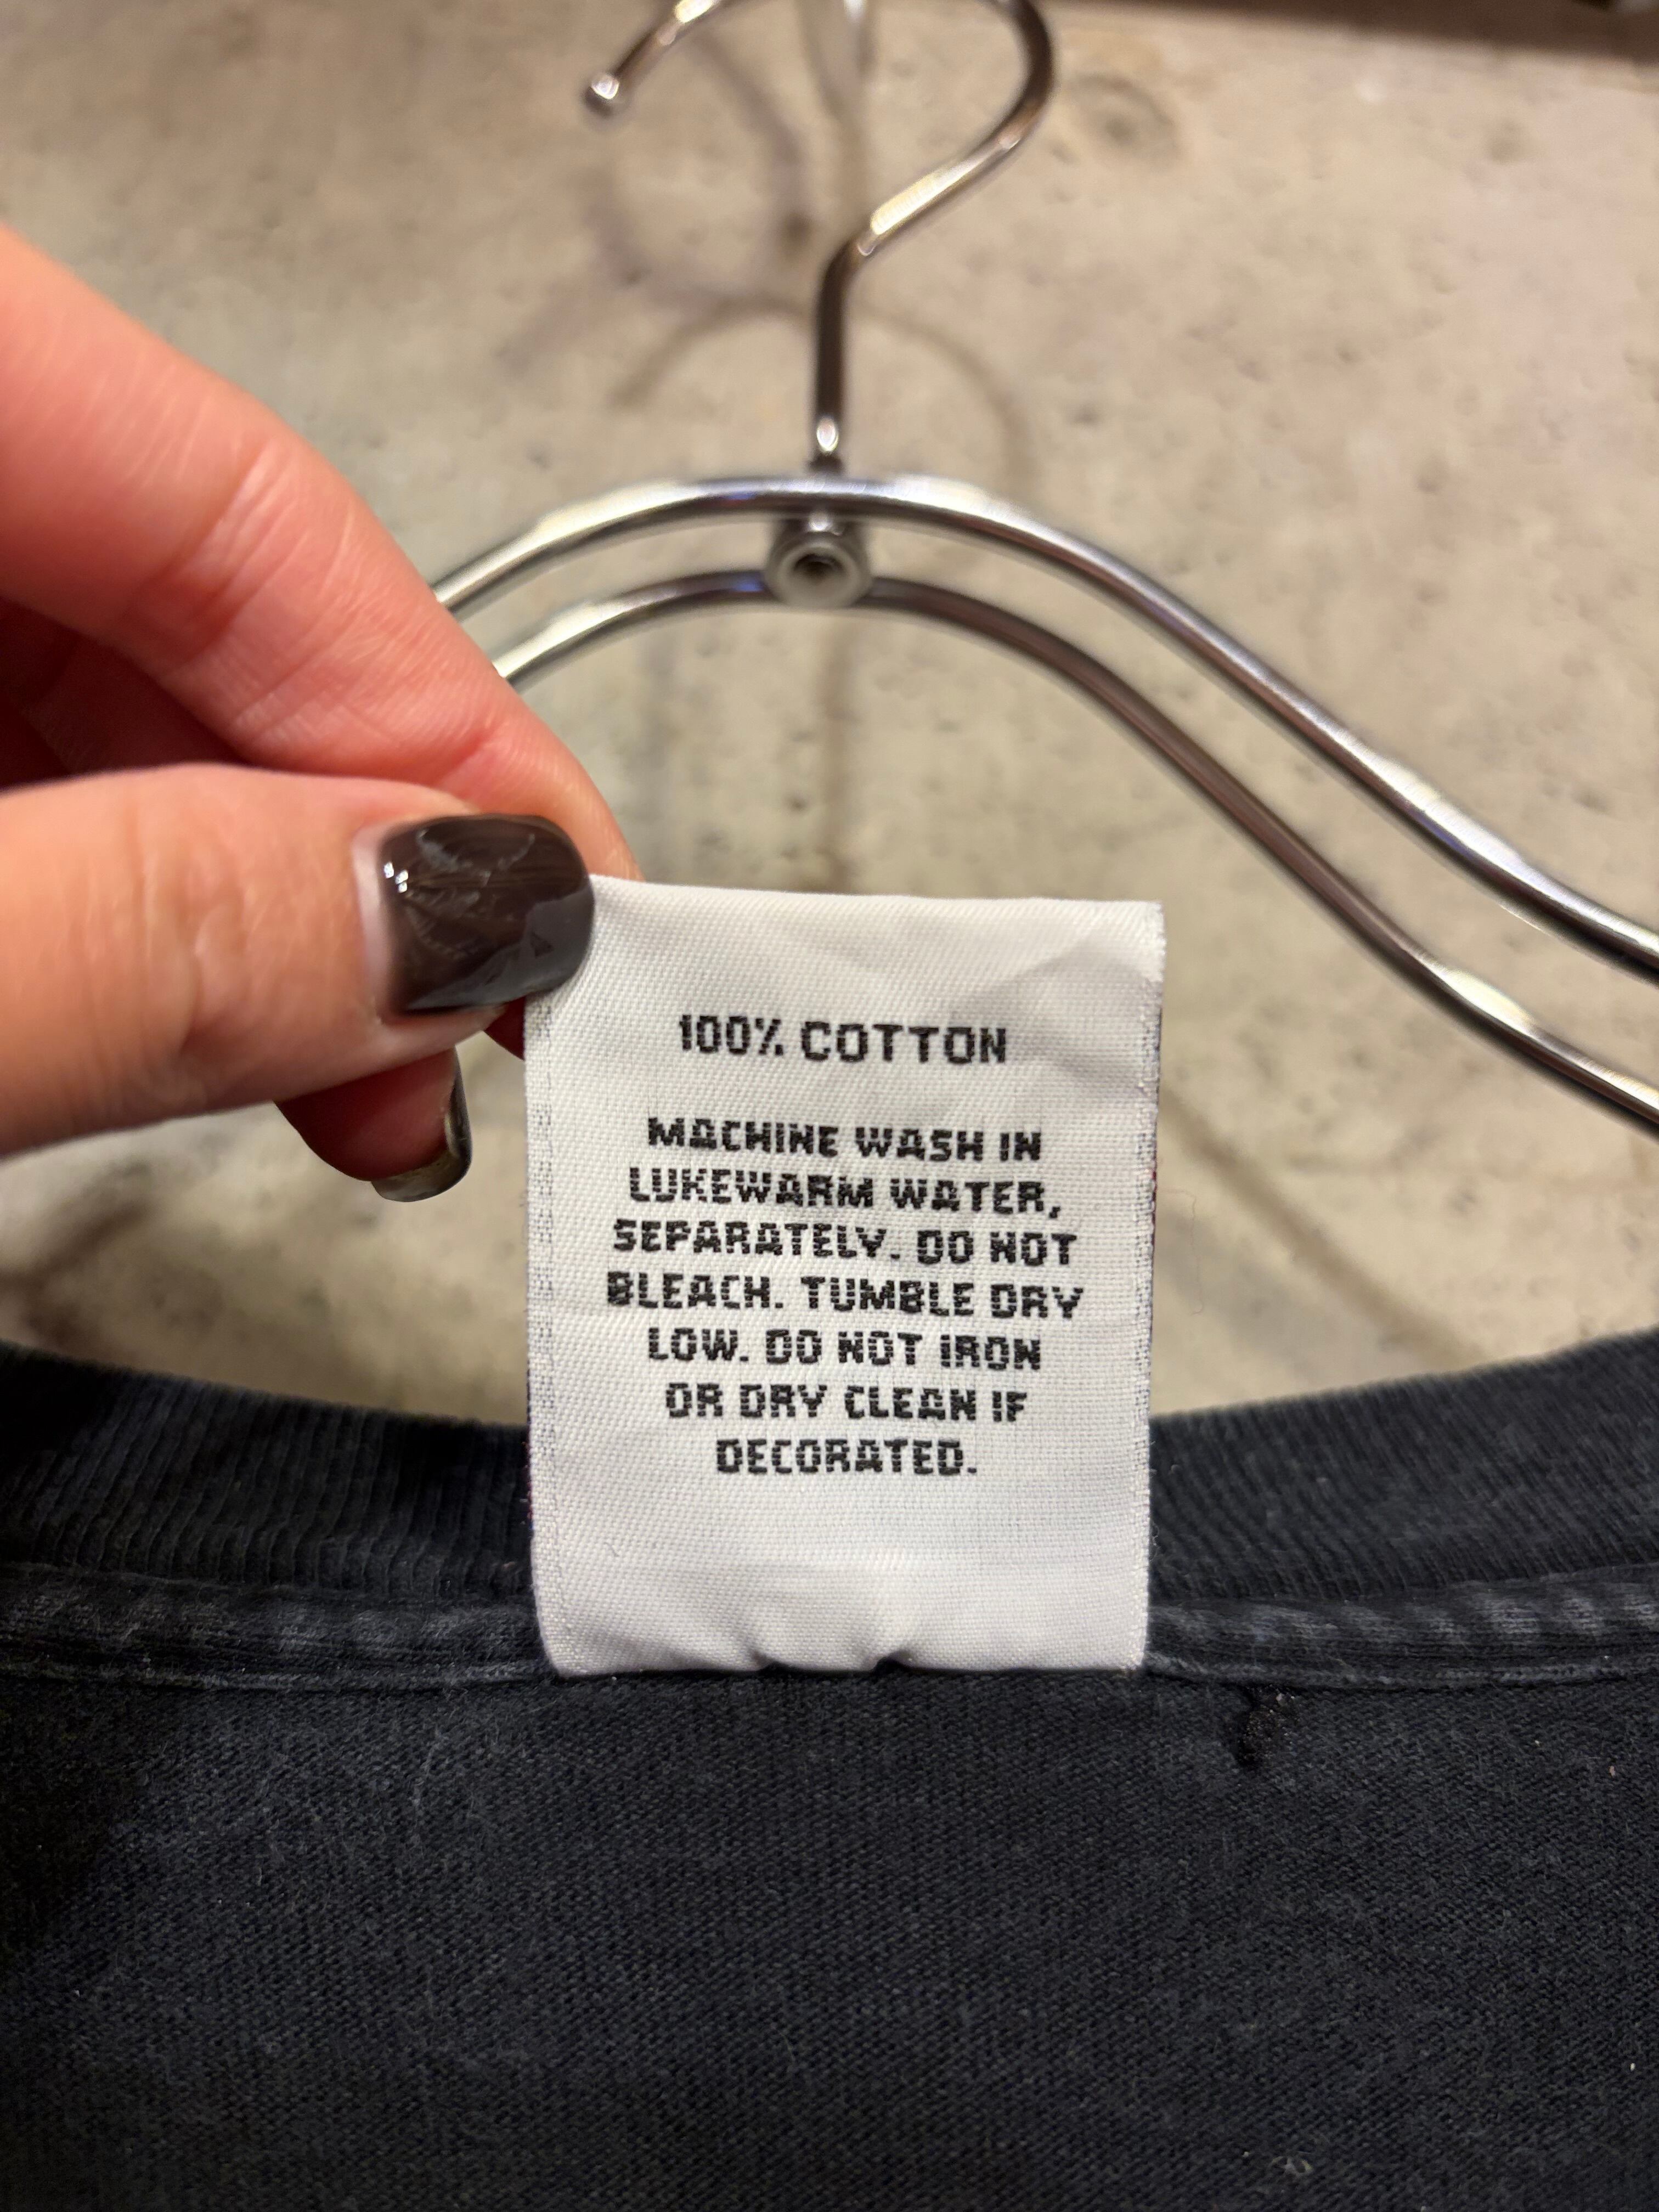 100% COTTON
MACHINE WASH IN
LUKEWARM WATER,
SEPARATELY. DO NOT
BLEACH. TUMBLE DRY
LOW. DO NOT IRON
OR DRY CLEAN IF
DECORATED.